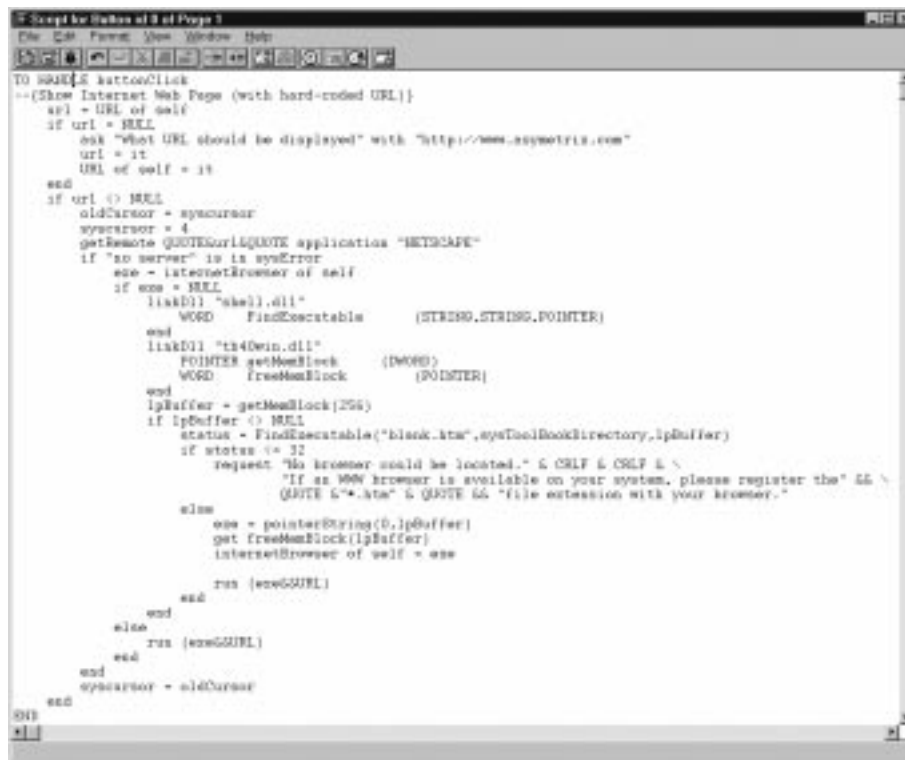 Script for Button id 0 of Page 1
File Edit Format View Window Help
TO HANDLE buttonClick
--{Show Internet Web Page (with hard-coded URL)}
url = URL of self
if url = NULL
ask "What URL should be displayed" with "http://www.asymetrix.com"
url = it
URL of self = it
end
if url <> NULL
oldCursor = syscursor
syscursor = 4
getRemote QUOTE&url&QUOTE application "NETSCAPE"
if "no server" is in sysError
exe = internetBrowser of self
if exe = NULL
linkDll "shell.dll"
WORD FindExecutable (STRING,STRING,POINTER)
end
linkDll "tb40win.dll"
POINTER getMemBlock (DWORD)
WORD freeMemBlock (POINTER)
end
lpBuffer = getMemBlock(256)
if lpBuffer <> NULL
status = FindExecutable("blank.htm",sysToolBookDirectory,lpBuffer)
if status <= 32
request "No browser could be located." & CRLF & CRLF & \
"If an WWW browser is available on your system, please register the" && \
QUOTE &"*.htm" & QUOTE && "file extension with your browser."
else
exe = pointerString(0,lpBuffer)
get freeMemBlock(lpBuffer)
internetBrowser of self = exe
run (exe&&URL)
end
end
else
run (exe&&URL)
end
end
syscursor = oldCursor
end
END